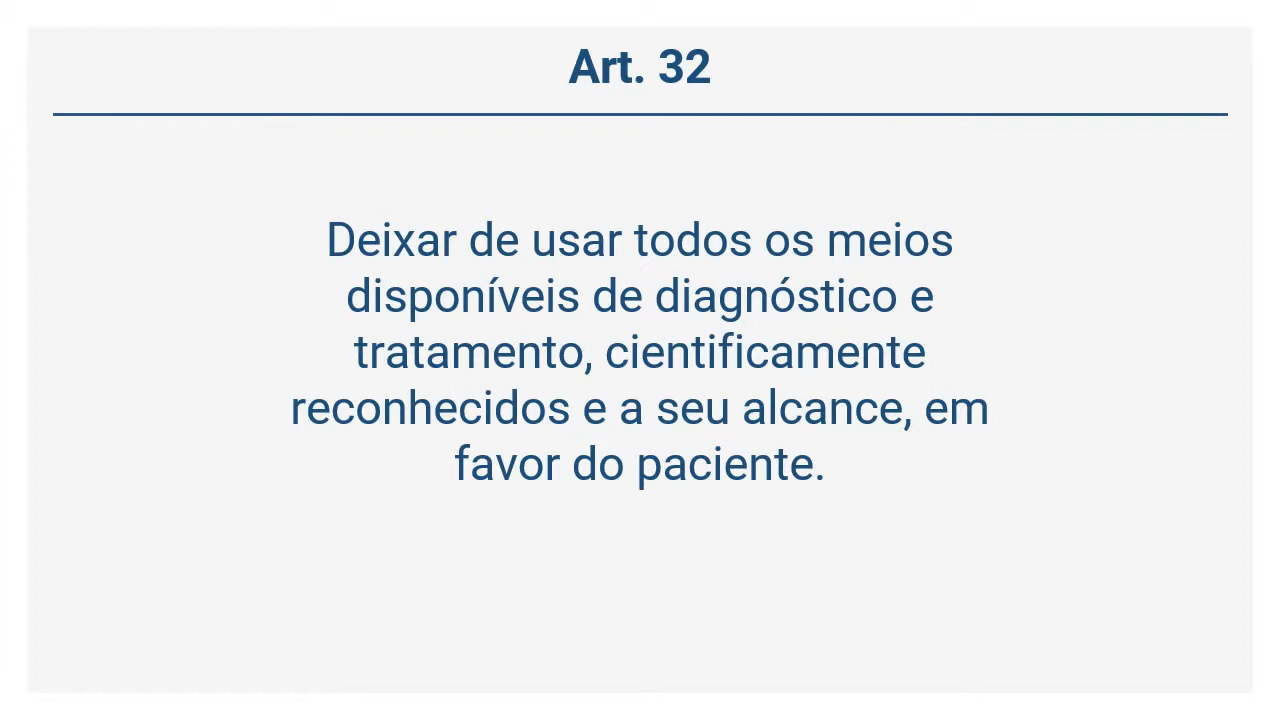 Art. 32
Deixar de usar todos os meios
disponíveis de diagnóstico e
tratamento, cientificamente
reconhecidos e a seu alcance, em
favor do paciente.